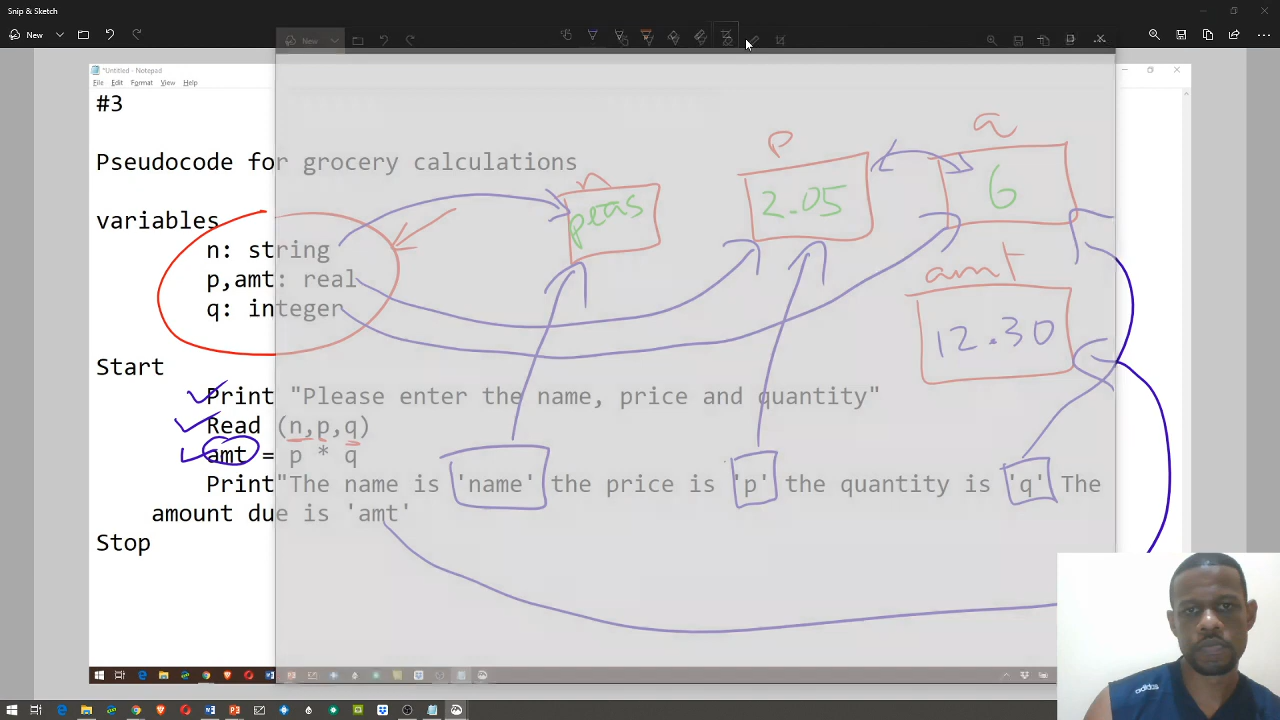 Snip & Sketch
New
New
*Untitled - Notepad
File Edit Format View Help
#3
Pseudocode for grocery calculations
variables
n: string
p,amt: real
q: integer
n
peas
p
2.05
q
6
amt
12.30
Start
Print "Please enter the name, price and quantity"
Read (n,p,q)
amt = p * q
Print"The name is 'name' the price is 'p' the quantity is 'q' The
amount due is 'amt'
Stop
adidas